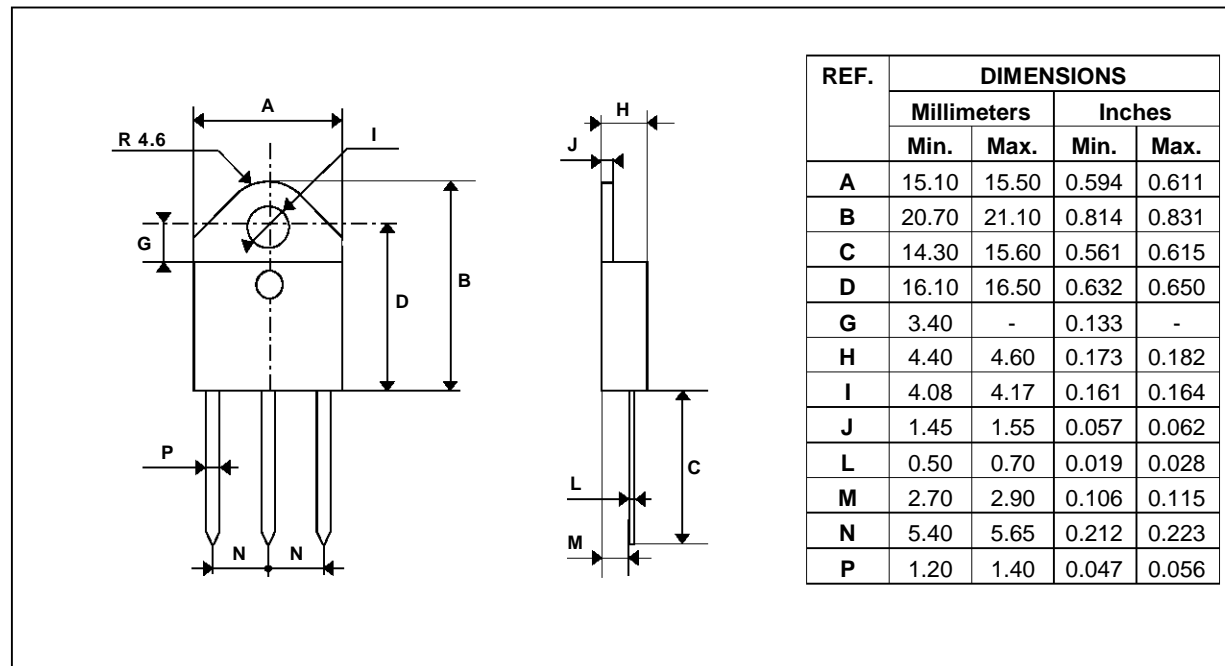 A
R 4.6
I
G
D
B
P
N
N
H
J
C
L
M
REF. DIMENSIONS
Millimeters Inches
Min. Max. Min. Max.
A 15.10 15.50 0.594 0.611
B 20.70 21.10 0.814 0.831
C 14.30 15.60 0.561 0.615
D 16.10 16.50 0.632 0.650
G 3.40 - 0.133 -
H 4.40 4.60 0.173 0.182
I 4.08 4.17 0.161 0.164
J 1.45 1.55 0.057 0.062
L 0.50 0.70 0.019 0.028
M 2.70 2.90 0.106 0.115
N 5.40 5.65 0.212 0.223
P 1.20 1.40 0.047 0.056